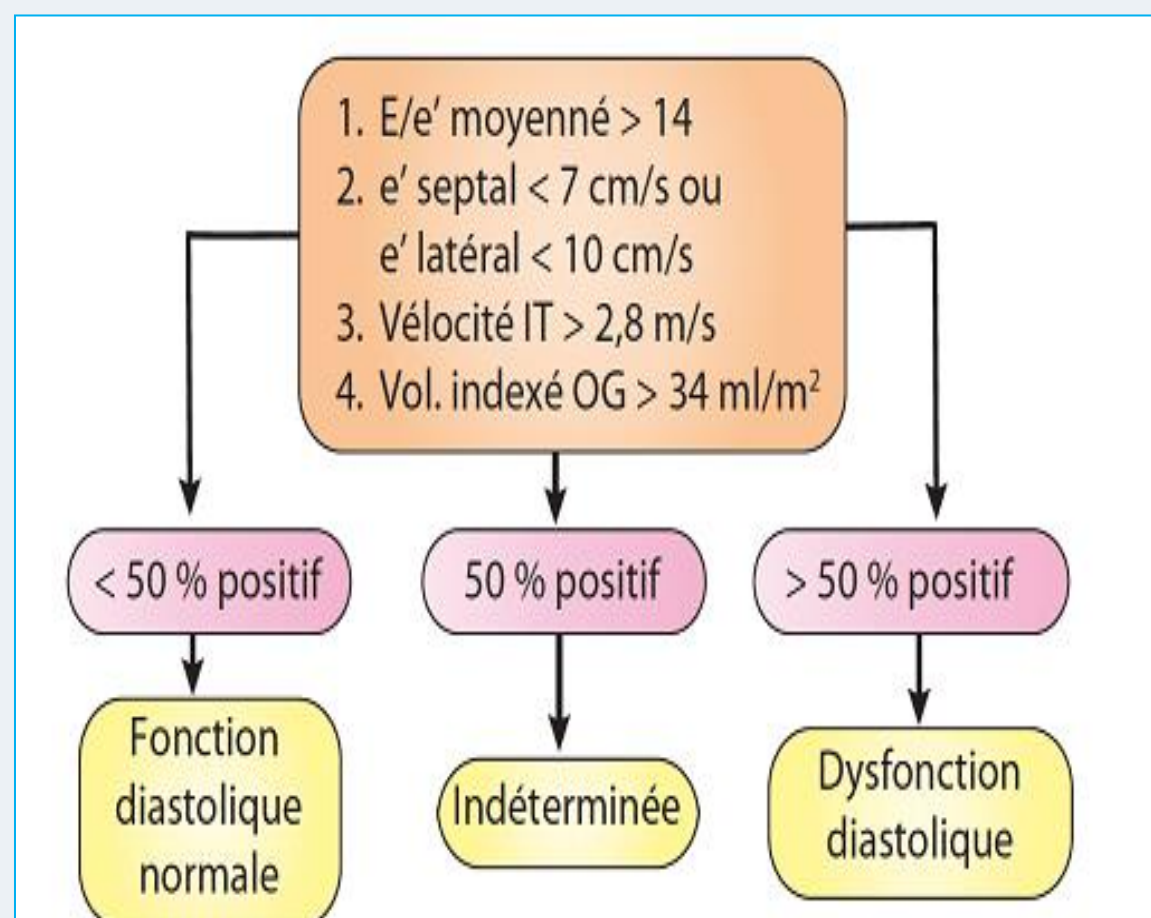 1. E/e' moyenné > 14
2. e' septal < 7 cm/s ou
e' latéral < 10 cm/s
3. Vélocité IT > 2,8 m/s
4. Vol. indexé OG > 34 ml/m²
< 50 % positif
50 % positif
> 50 % positif
Fonction
diastolique
normale
Indéterminée
Dysfonction
diastolique